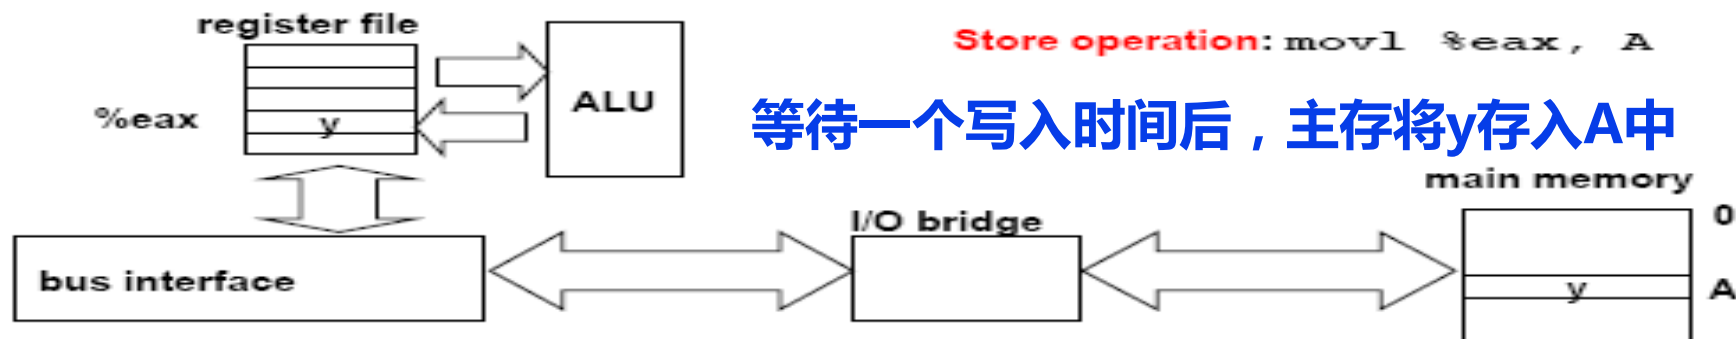 register file
Store operation: movl %eax, A
ALU
%eax
y
等待一个写入时间后，主存将y存入A中
main memory
I/O bridge
0
bus interface
y
A